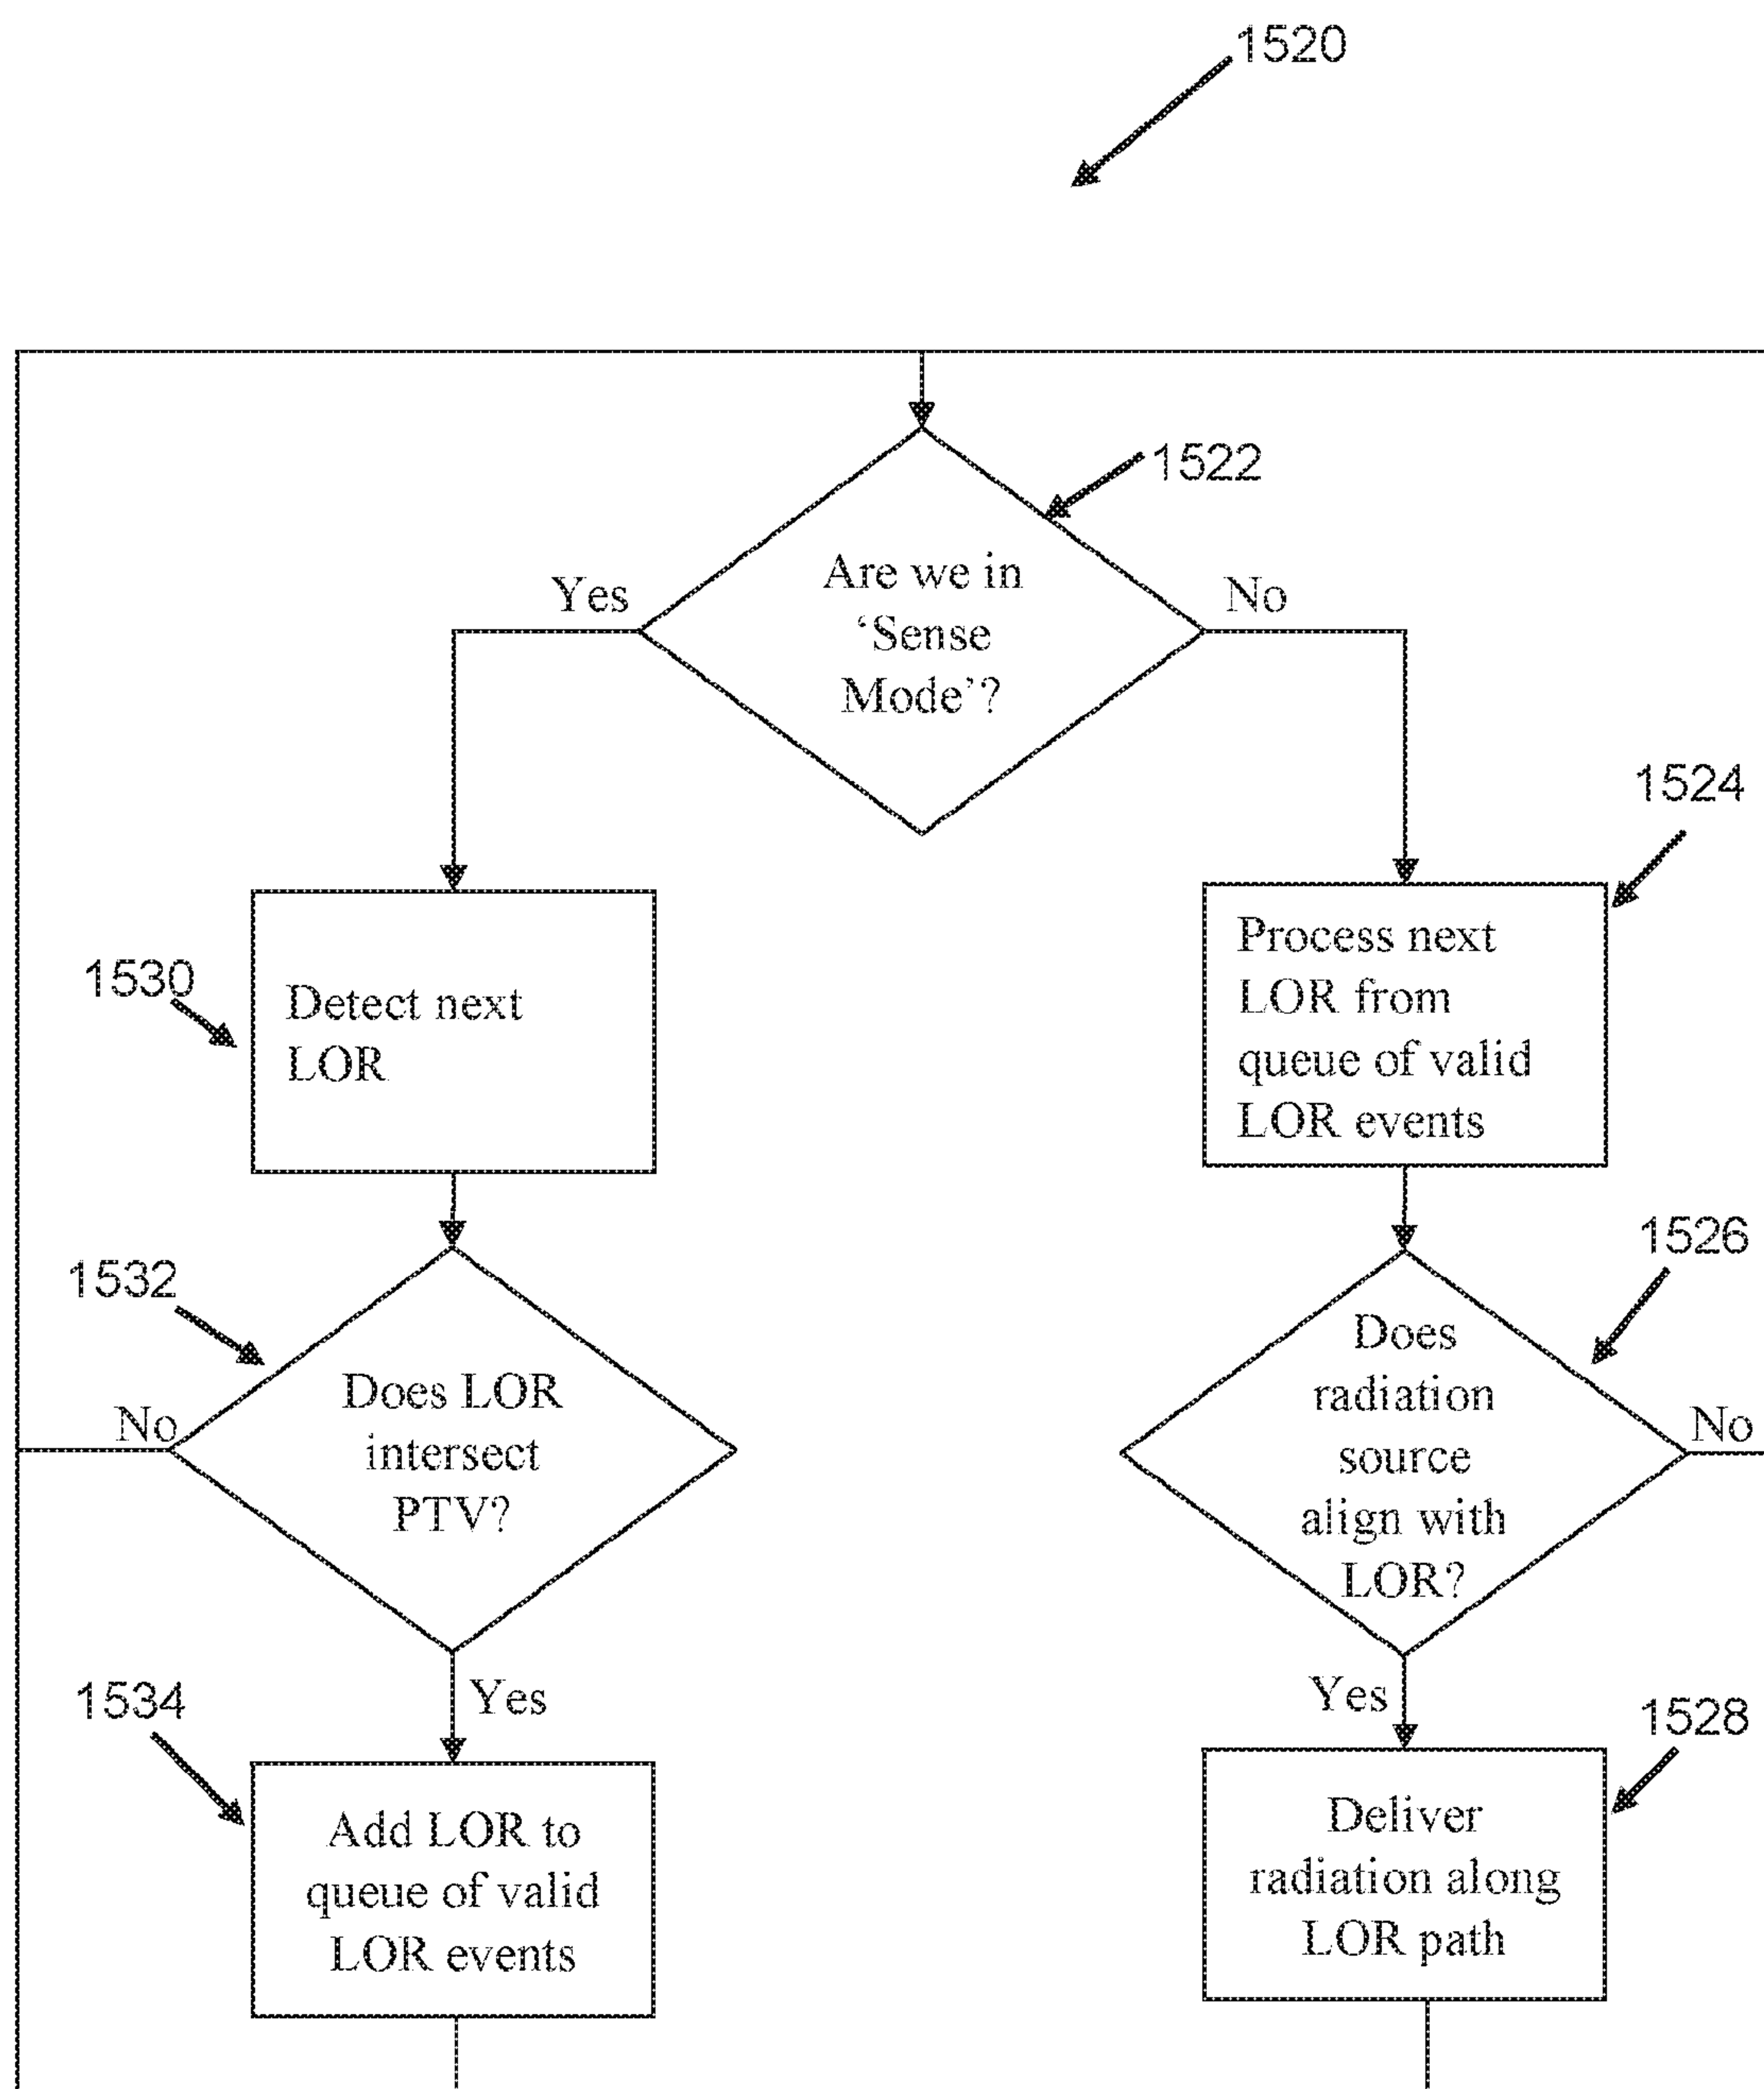 1520
1522
Are we in
‘Sense
Mode’?
Yes
No
1524
Process next
LOR from
queue of valid
LOR events
1530
Detect next
LOR
1526
Does
radiation
source
align with
LOR?
No
Yes
1532
Does LOR
intersect
PTV?
No
Yes
1534
Add LOR to
queue of valid
LOR events
1528
Deliver
radiation along
LOR path